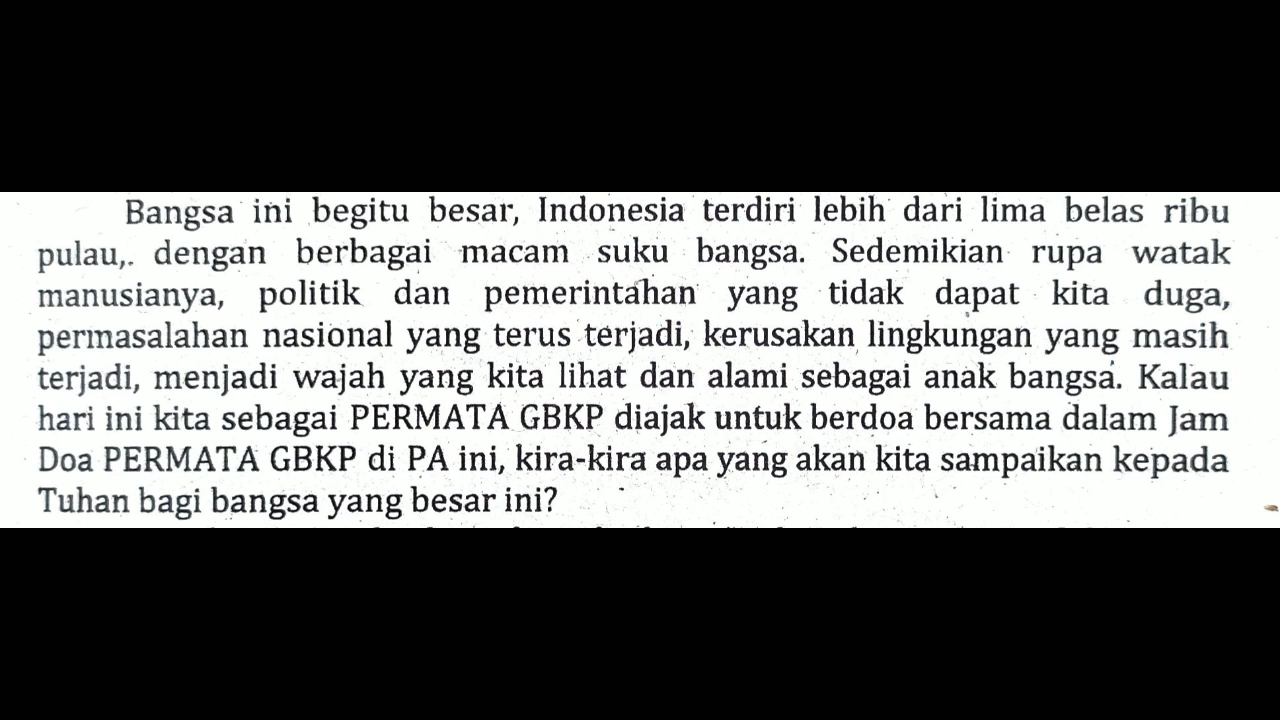 Bangsa ini begitu besar, Indonesia terdiri lebih dari lima belas ribu
pulau,. dengan berbagai macam suku bangsa. Sedemikian rupa watak
manusianya, politik dan pemerintahan yang tidak dapat kita duga,
permasalahan nasional yang terus terjadi, kerusakan lingkungan yang masih
terjadi, menjadi wajah yang kita lihat dan alami sebagai anak bangsa. Kalau
hari ini kita sebagai PERMATA GBKP diajak untuk berdoa bersama dalam Jam
Doa PERMATA GBKP di PA ini, kira-kira apa yang akan kita sampaikan kepada
Tuhan bagi bangsa yang besar ini?